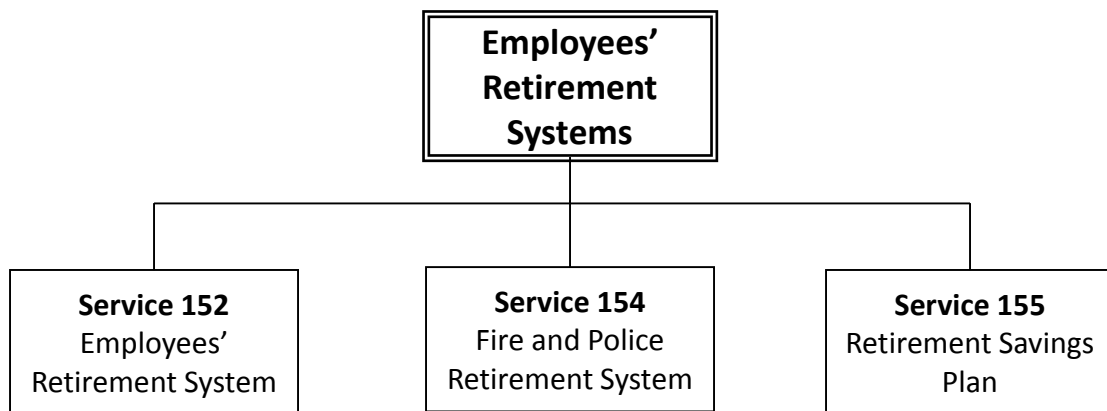 Employees’
Retirement
Systems
Service 152
Employees’
Retirement System
Service 154
Fire and Police
Retirement System
Service 155
Retirement Savings
Plan